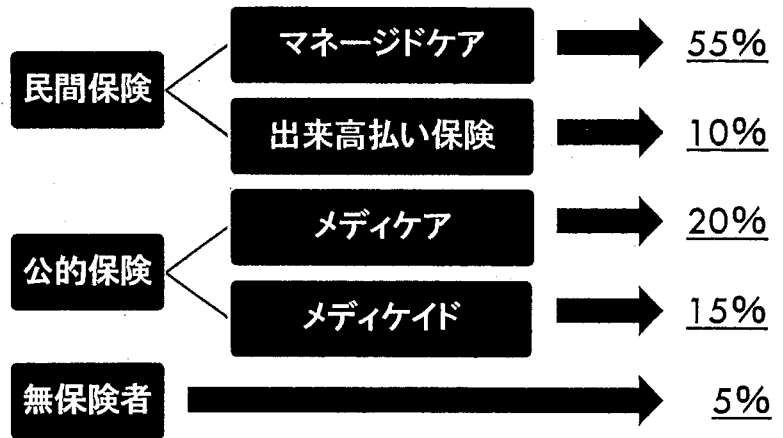 民間保険
マネージドケア
55%
出来高払い保険
10%
公的保険
メディケア
20%
メディケイド
15%
無保険者
5%